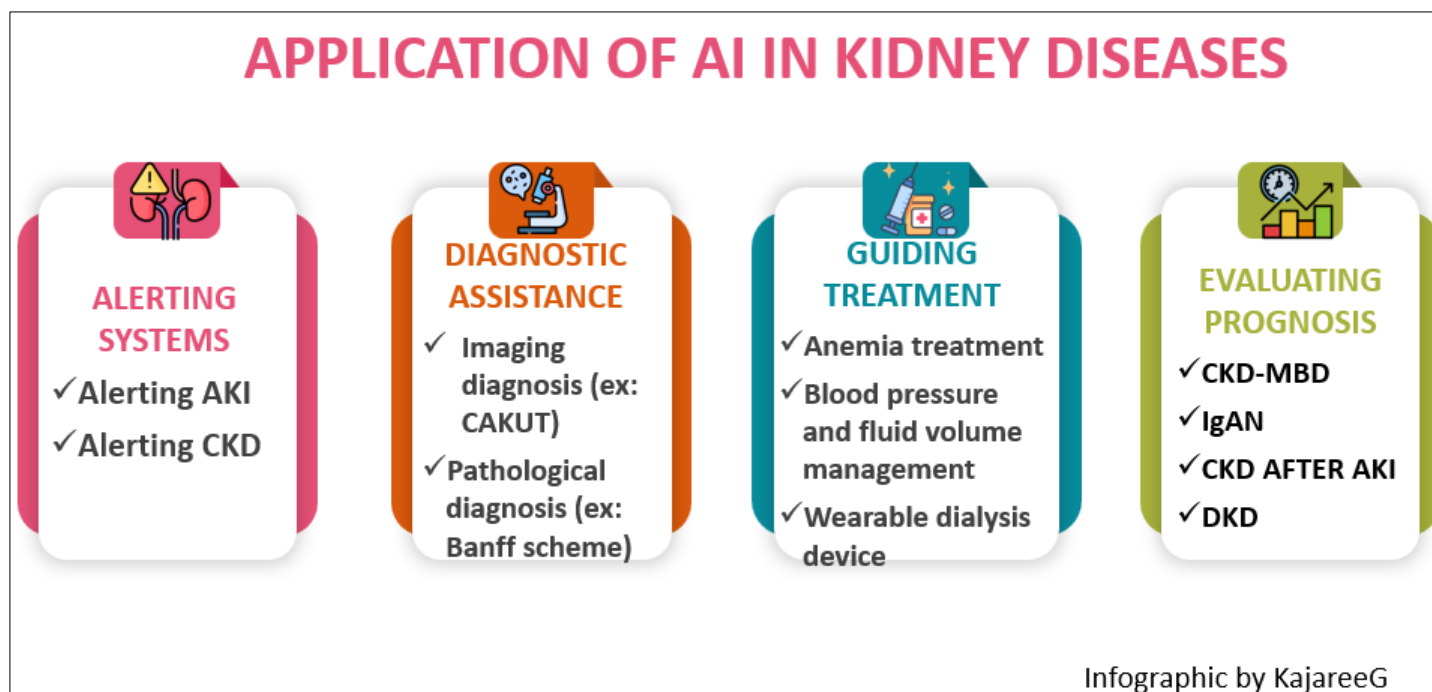 APPLICATION OF AI IN KIDNEY DISEASES
ALERTING
SYSTEMS
✓Alerting AKI
✓Alerting CKD
DIAGNOSTIC
ASSISTANCE
✓ Imaging
diagnosis (ex:
CAKUT)
✓Pathological
diagnosis (ex:
Banff scheme)
GUIDING
TREATMENT
✓Anemia treatment
✓Blood pressure
and fluid volume
management
✓Wearable dialysis
device
EVALUATING
PROGNOSIS
✓CKD-MBD
✓IgAN
✓CKD AFTER AKI
✓DKD
Infographic by KajareeG